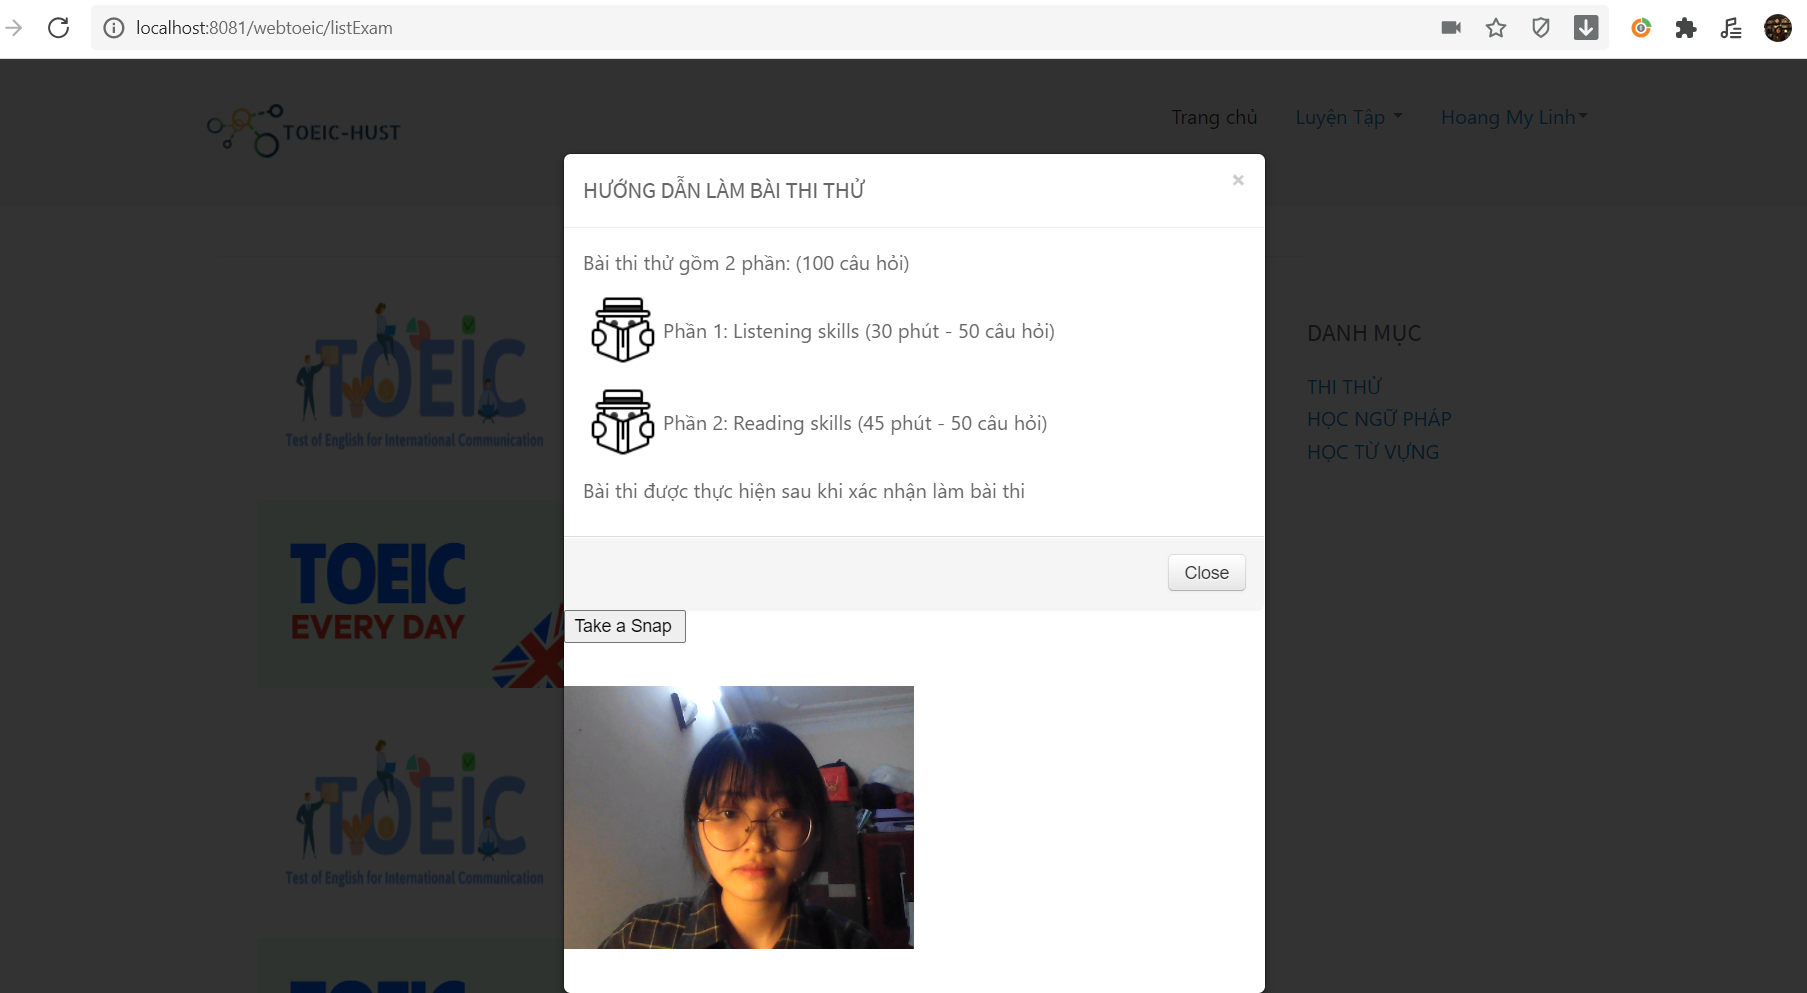 localhost:8081/webtoeic/listExam
TOEIC-HUST
Trang chủ
Luyện Tập
Hoang My Linh
HƯỚNG DẪN LÀM BÀI THI THỬ
×
Bài thi thử gồm 2 phần: (100 câu hỏi)
Phần 1: Listening skills (30 phút - 50 câu hỏi)
Phần 2: Reading skills (45 phút - 50 câu hỏi)
Bài thi được thực hiện sau khi xác nhận làm bài thi
Close
Take a Snap
TOEIC
Test of English for International Communication
TOEIC
EVERY DAY
TOEIC
Test of English for International Communication
TOEIC
DANH MỤC
THI THỬ
HỌC NGỮ PHÁP
HỌC TỪ VỰNG